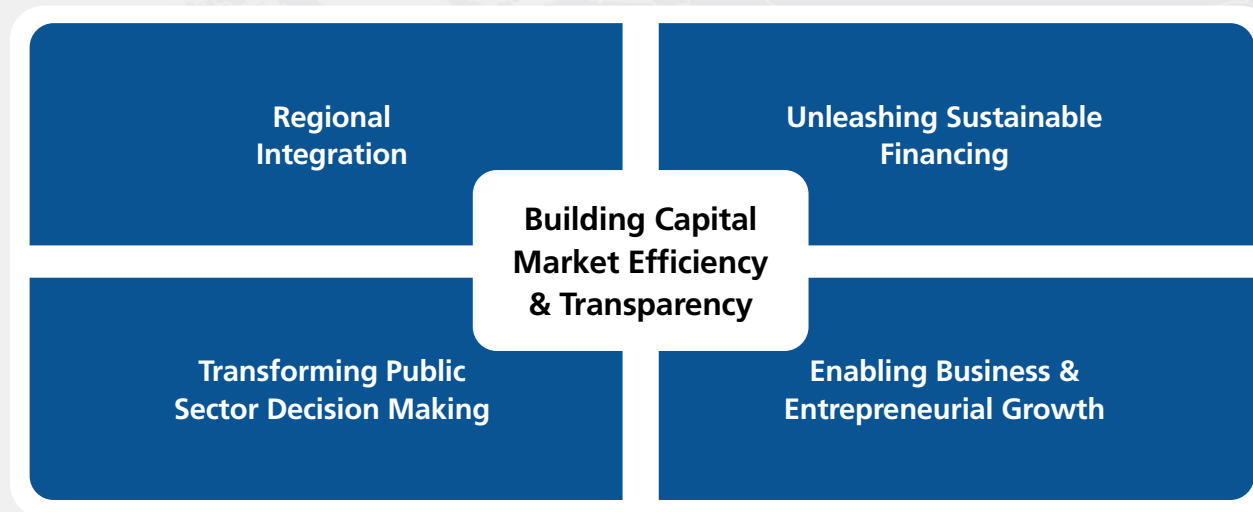 Regional
Integration
Unleashing Sustainable
Financing
Building Capital
Market Efficiency
& Transparency
Transforming Public
Sector Decision Making
Enabling Business &
Entrepreneurial Growth